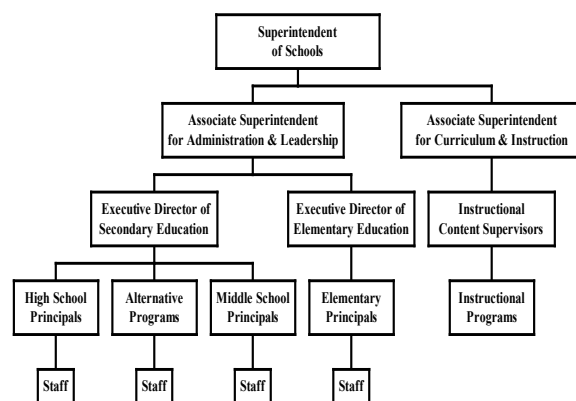 Superintendent
of Schools
Associate Superintendent
for Administration & Leadership
Associate Superintendent
for Curriculum & Instruction
Executive Director of
Secondary Education
Executive Director of
Elementary Education
Instructional
Content Supervisors
High School
Principals
Alternative
Programs
Middle School
Principals
Elementary
Principals
Instructional
Programs
Staff
Staff
Staff
Staff